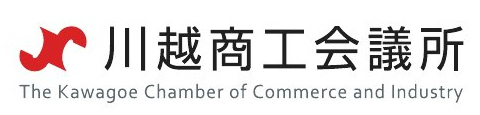 川越商工会議所
The Kawagoe Chamber of Commerce and Industry